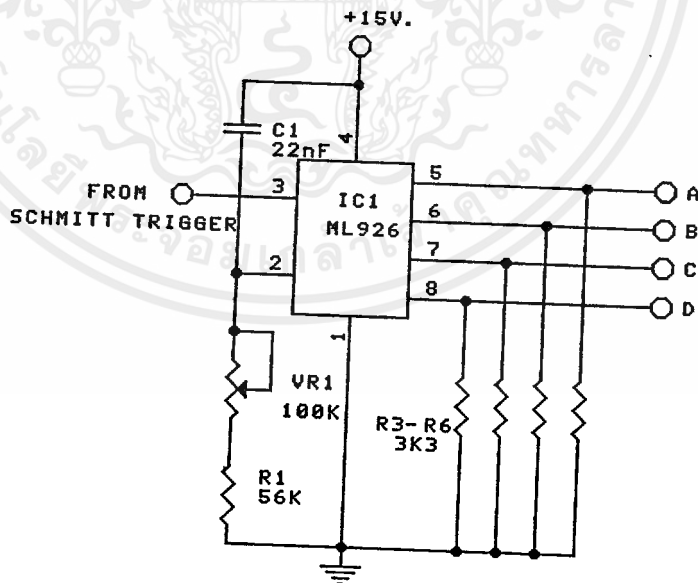 +15V.
C1
22nF
4
FROM
SCHMITT TRIGGER
3
IC1
ML926
5
A
6
B
7
C
2
8
D
1
VR1
100K
R3-R6
3K3
R1
56K